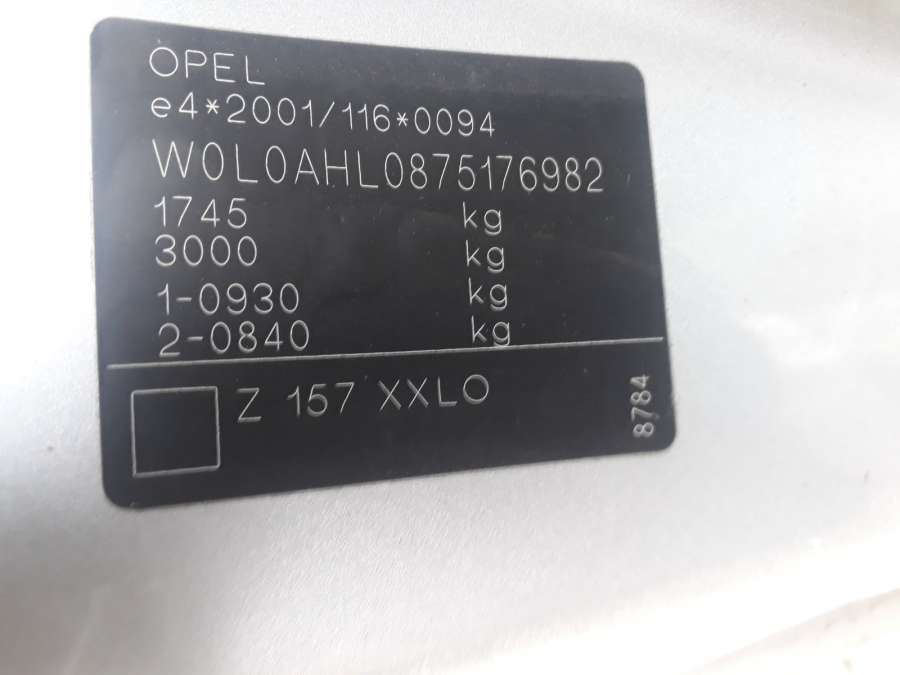 OPEL
e4*2001/116*0094
W0L0AHL0875176982
1745 kg
3000 kg
1-0930 kg
2-0840 kg
Z 157 XXLO
8784